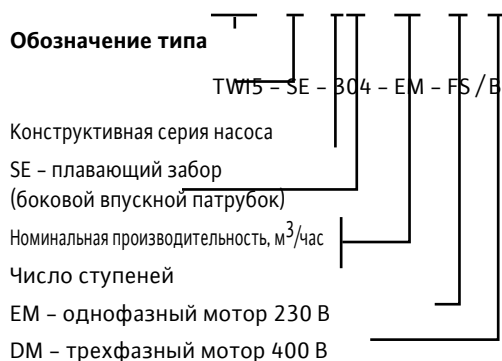 Обозначение типа
TWI5 – SE – 304 – EM – FS / B
Конструктивная серия насоса
SE – плавающий забор
(боковой впускной патрубок)
Номинальная производительность, м³/час
Число ступеней
EM – однофазный мотор 230 В
DM – трехфазный мотор 400 В